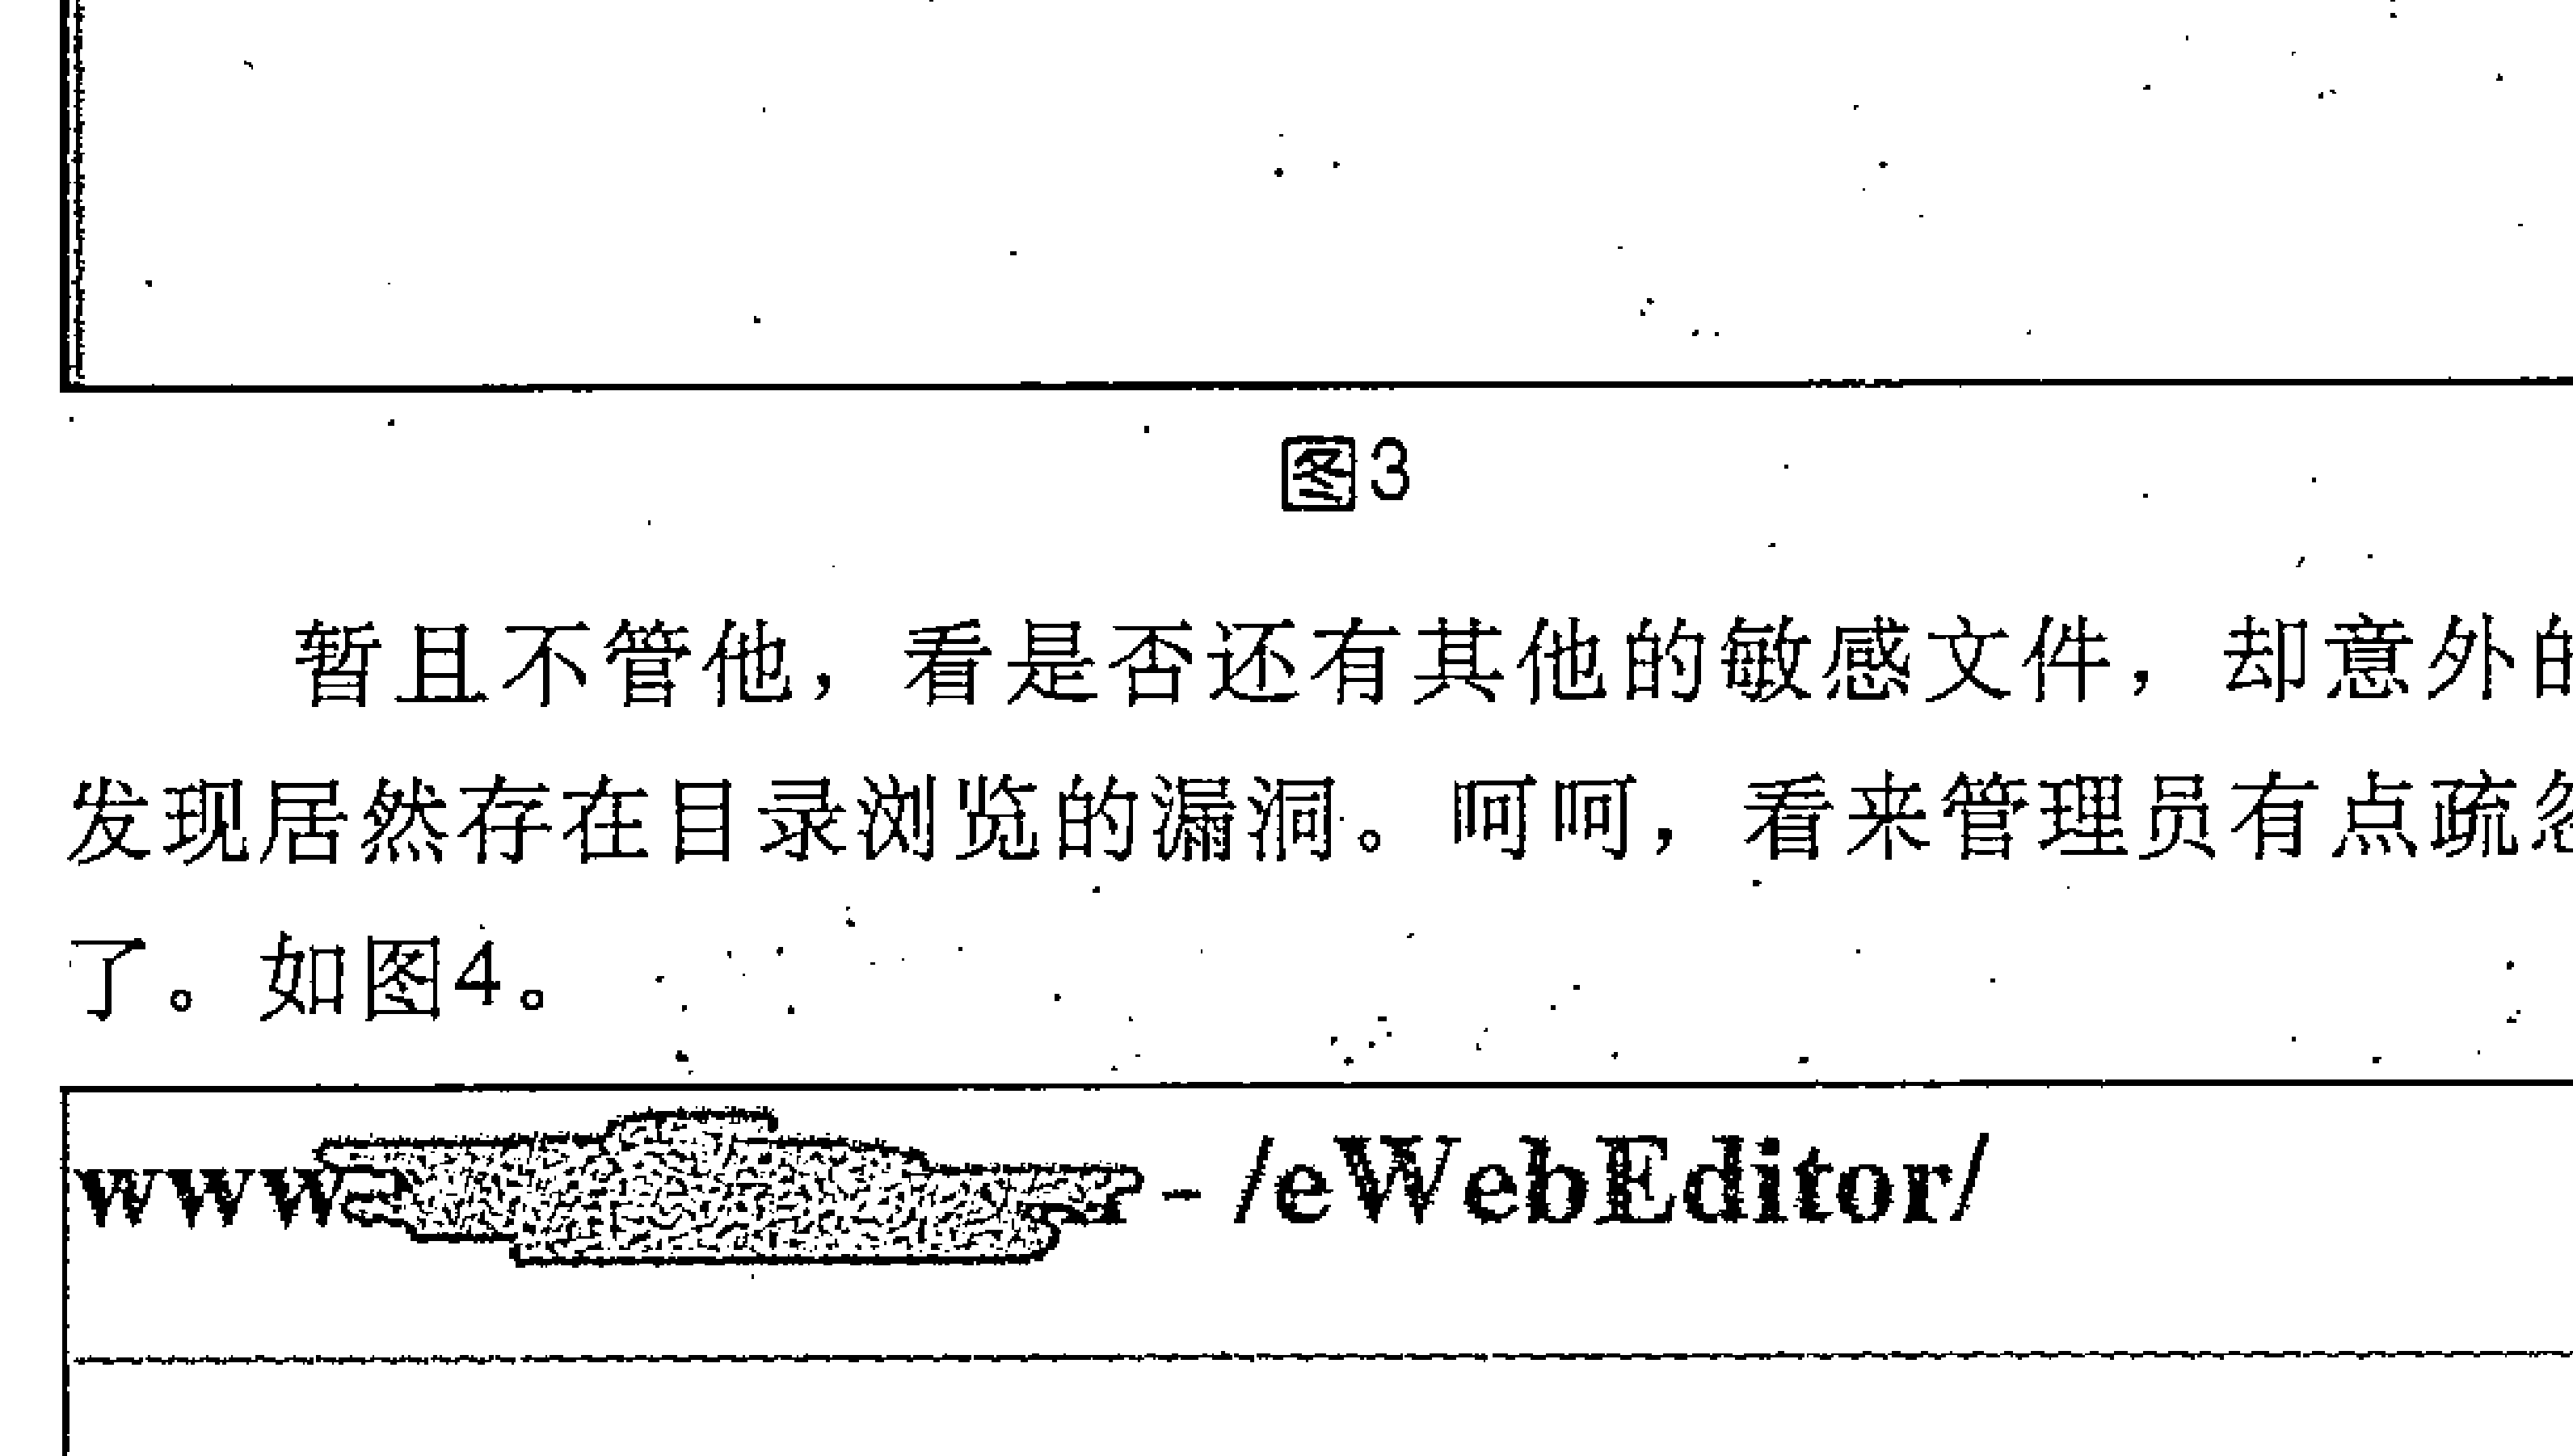 图3
暂且不管他，看是否还有其他的敏感文件，却意外的
发现居然存在目录浏览的漏洞。呵呵，看来管理员有点疏忽
了。如图4。
www - /eWebEditor/